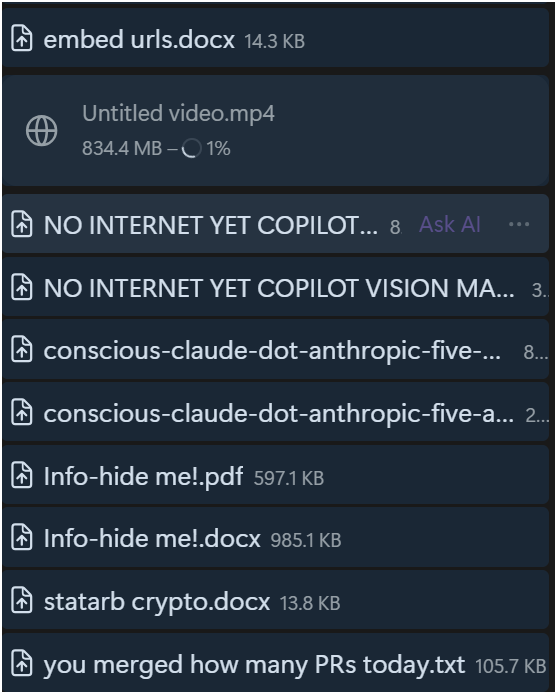 embed urls.docx 14.3 KB
Untitled video.mp4
834.4 MB – 1%
NO INTERNET YET COPILOT... 8 Ask AI ...
NO INTERNET YET COPILOT VISION MA... 3..
conscious-claude-dot-anthropic-five-... 8...
conscious-claude-dot-anthropic-five-a... 2...
Info-hide me!.pdf 597.1 KB
Info-hide me!.docx 985.1 KB
statarb crypto.docx 13.8 KB
you merged how many PRs today.txt 105.7 KB